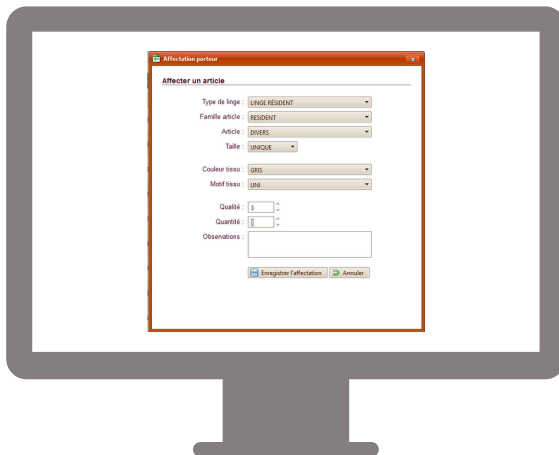 Affectation porteur x
Affecter un article
Type de linge : LINGE RÉSIDENT
Famille article : RESIDENT
Article : DIVERS
Taille : UNIQUE
Couleur tissu : GRIS
Motif tissu : UNI
Qualité : 3
Quantité :
Observations :
Enregistrer l'affectation Annuler